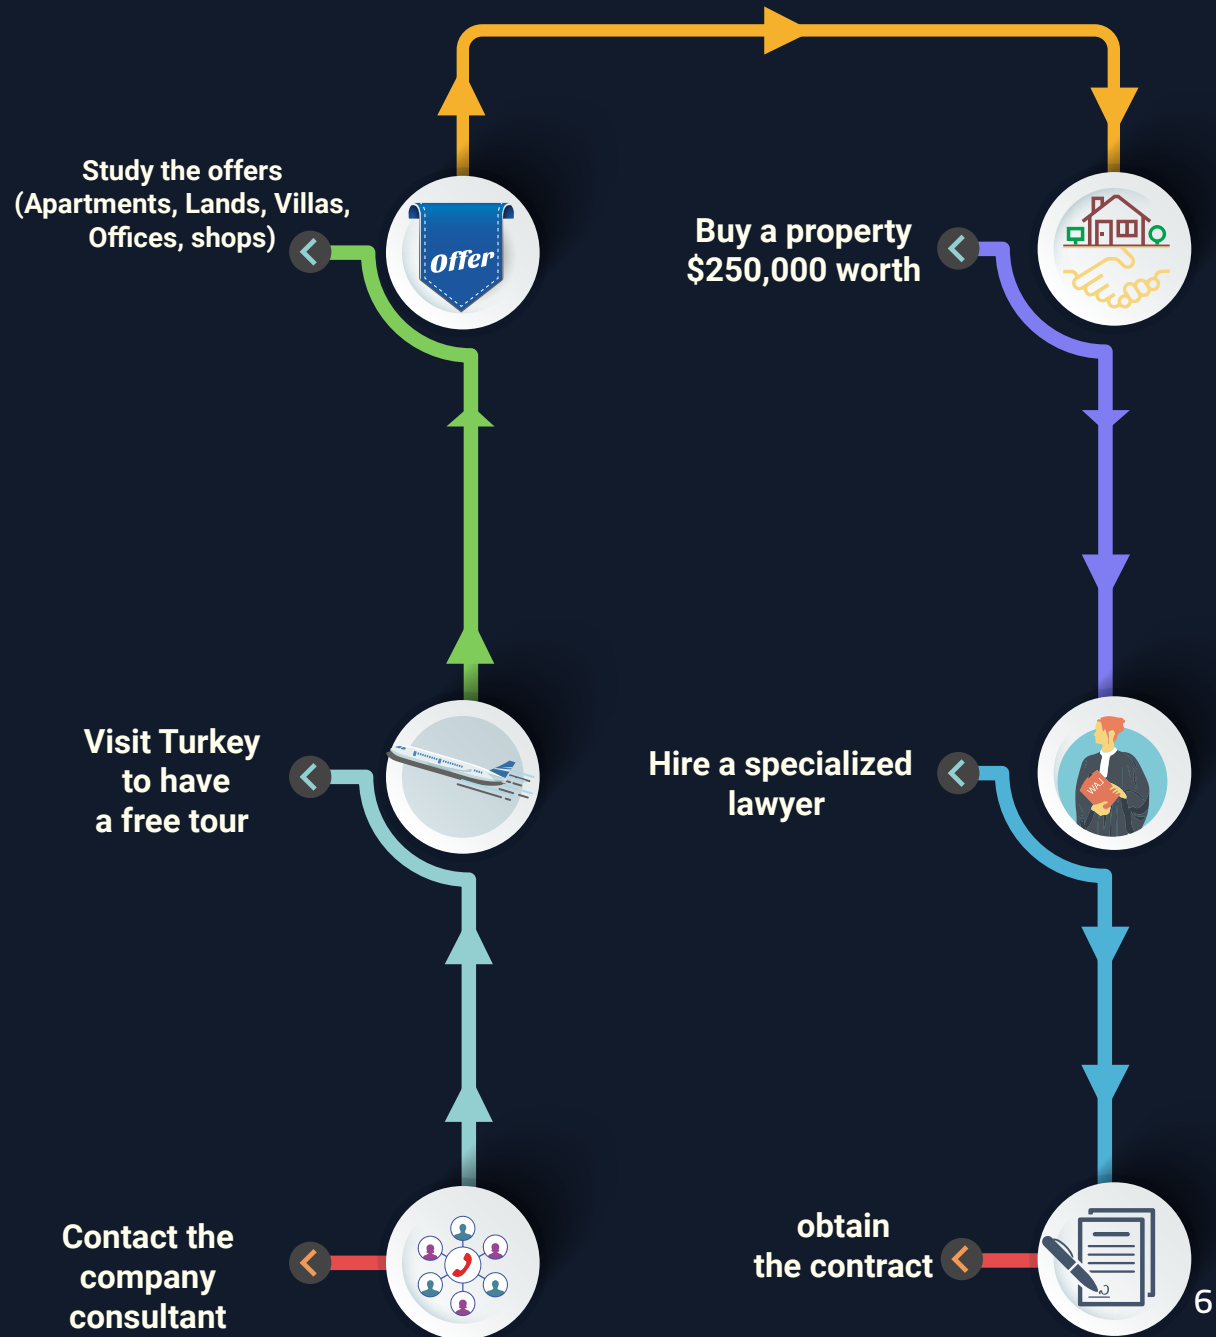 Study the offers
(Apartments, Lands, Villas,
Offices, shops)
Offer
Buy a property
$250,000 worth
Visit Turkey
to have
a free tour
Hire a specialized
lawyer
WAJ
Contact the
company
consultant
obtain
the contract
6